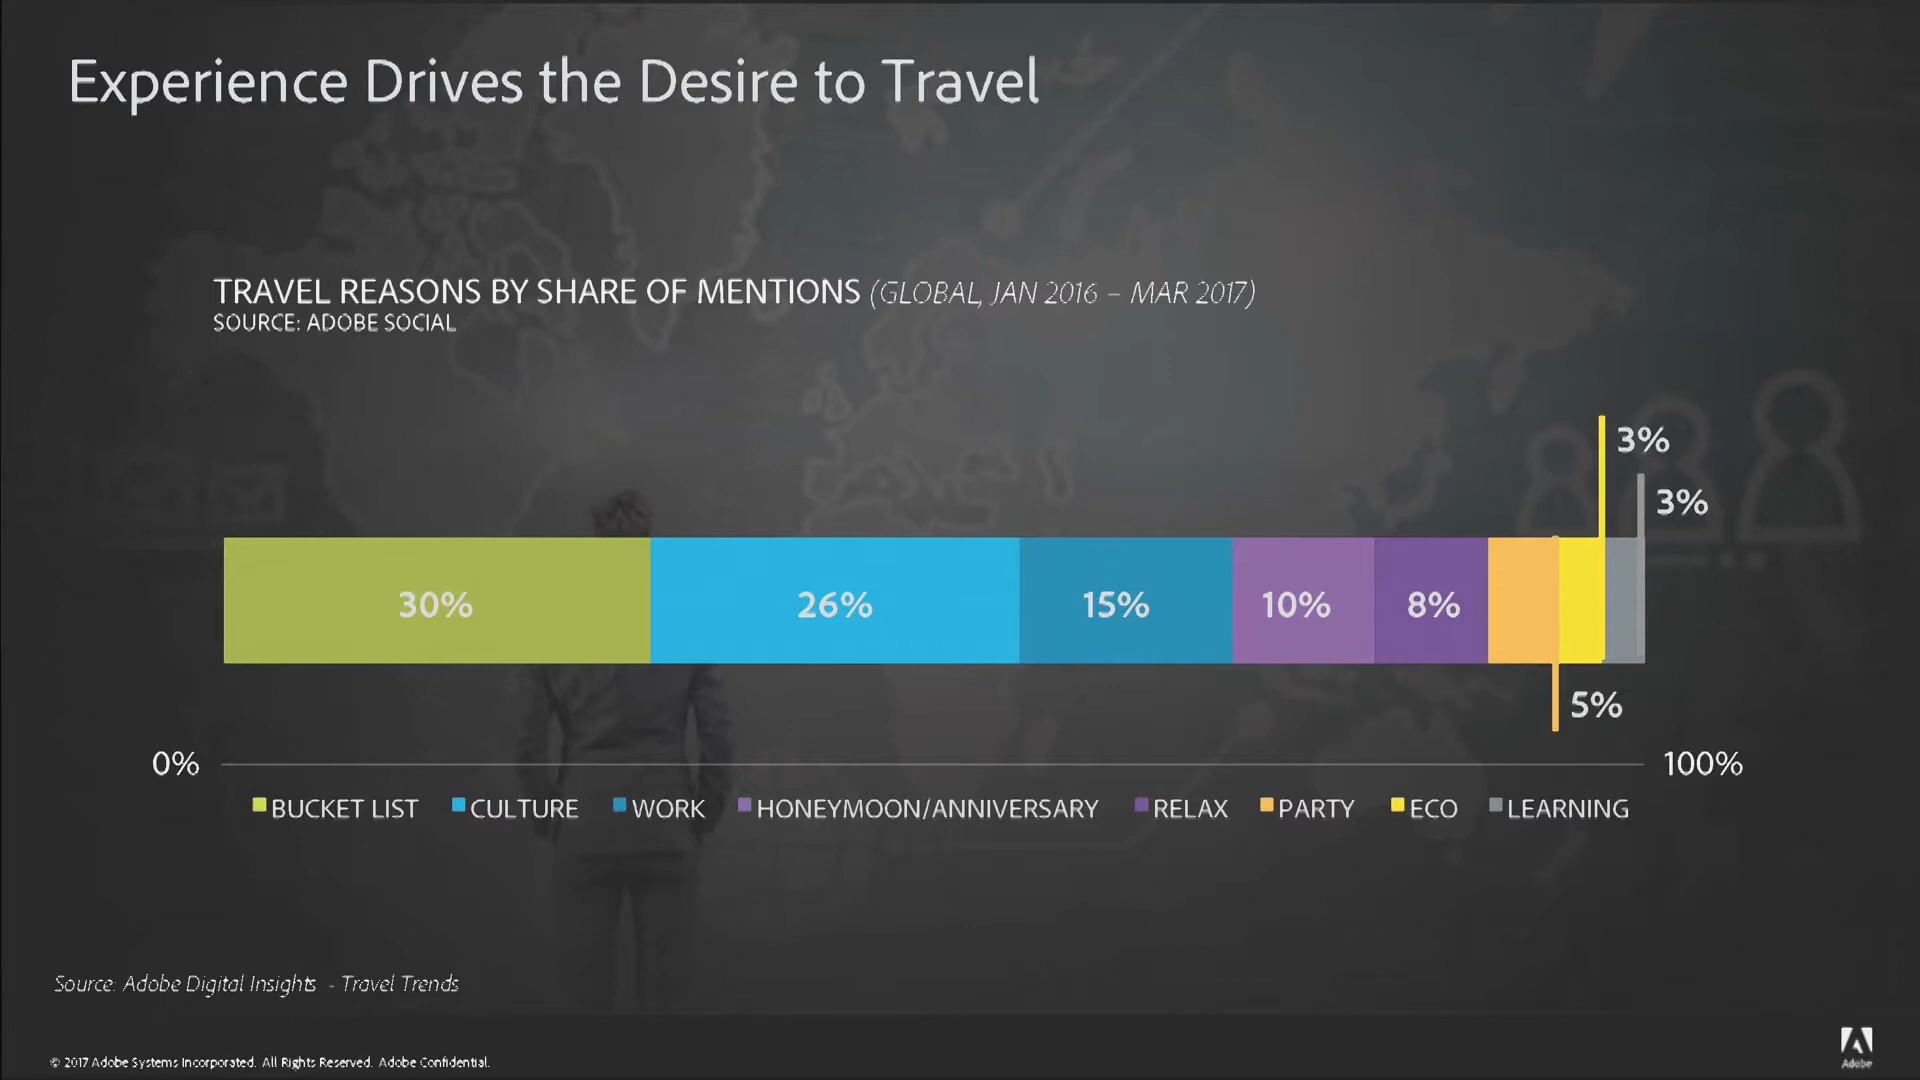 Experience Drives the Desire to Travel
TRAVEL REASONS BY SHARE OF MENTIONS (GLOBAL, JAN 2016 – MAR 2017)
SOURCE: ADOBE SOCIAL
3%
3%
30% 26% 15% 10% 8%
5%
0% 100%
BUCKET LIST CULTURE WORK HONEYMOON/ANNIVERSARY RELAX PARTY ECO LEARNING
Source: Adobe Digital Insights - Travel Trends
© 2017 Adobe Systems Incorporated. All Rights Reserved. Adobe Confidential.
Adobe